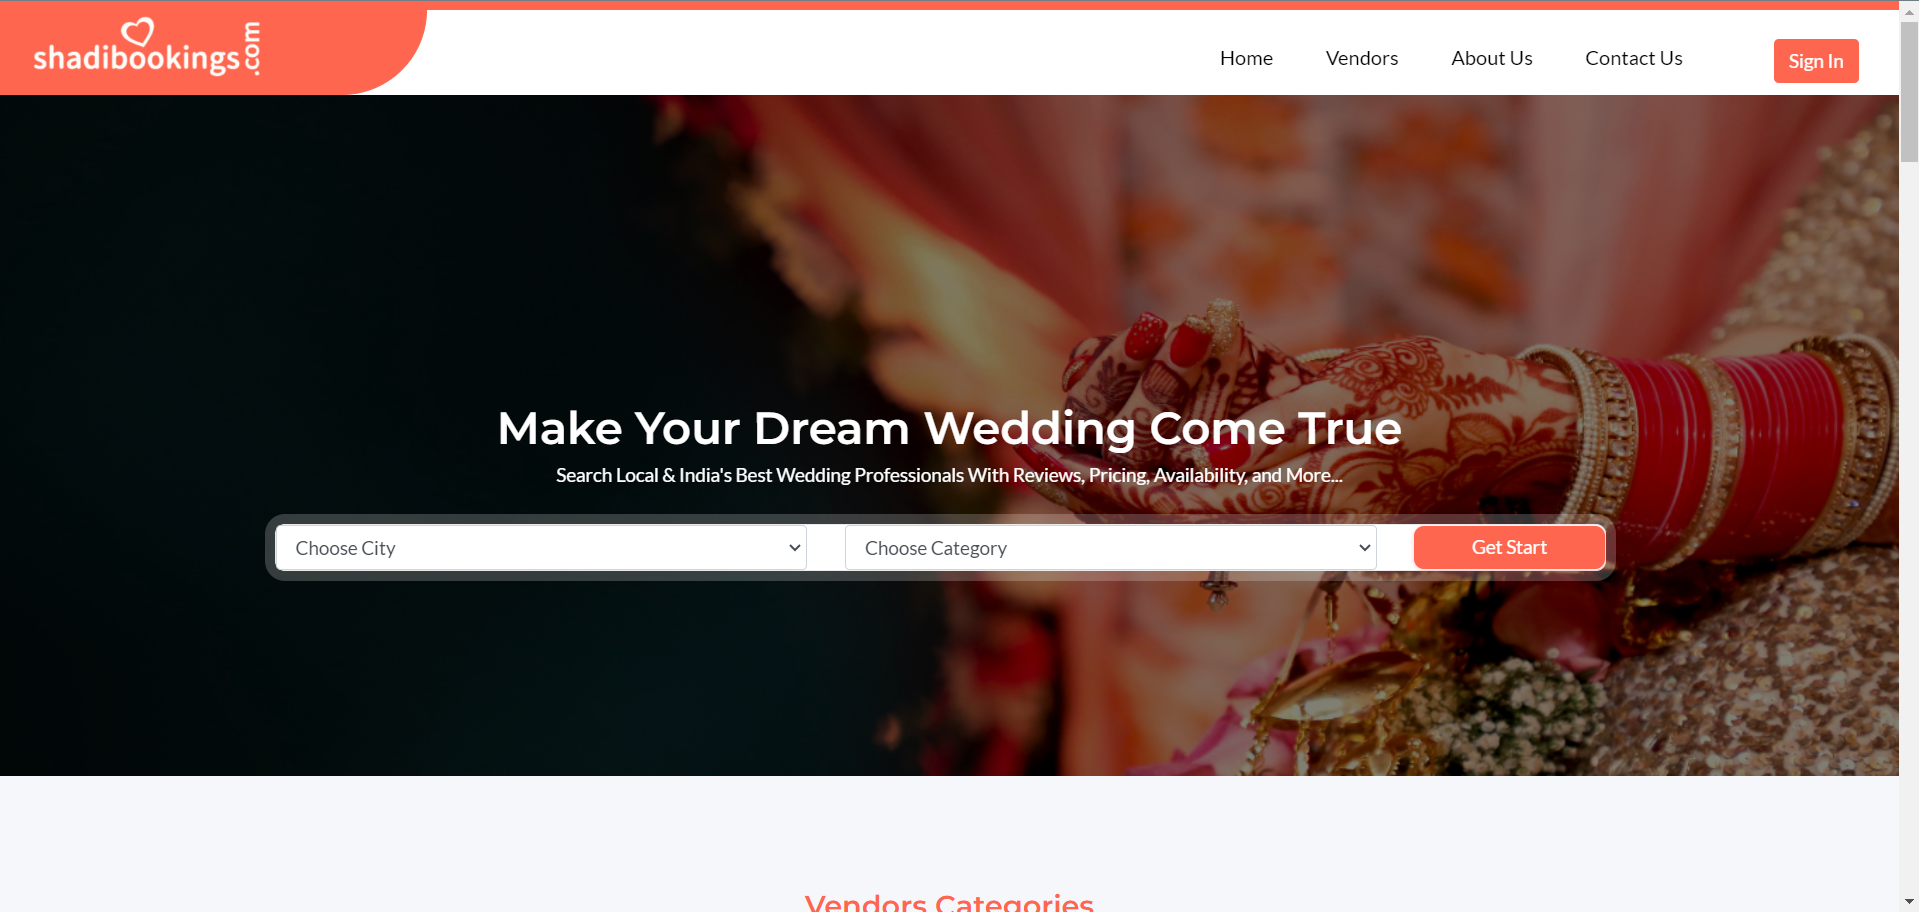 shadibookings.com
Home Vendors About Us Contact Us Sign In
Make Your Dream Wedding Come True
Search Local & India's Best Wedding Professionals With Reviews, Pricing, Availability, and More...
Choose City Choose Category Get Start
Vendors Categories